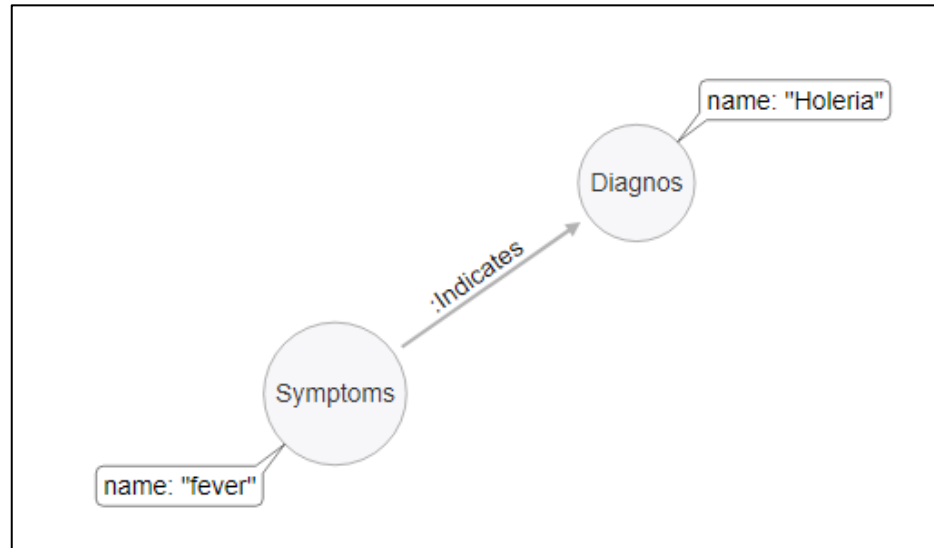 name: "Holeria"
Diagnos
:Indicates
Symptoms
name: "fever"